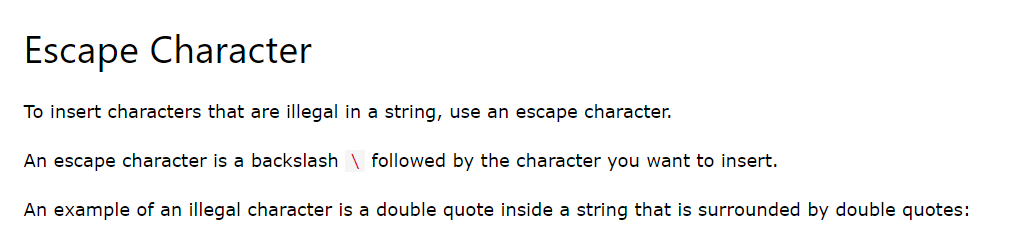 Escape Character
To insert characters that are illegal in a string, use an escape character.
An escape character is a backslash \ followed by the character you want to insert.
An example of an illegal character is a double quote inside a string that is surrounded by double quotes: